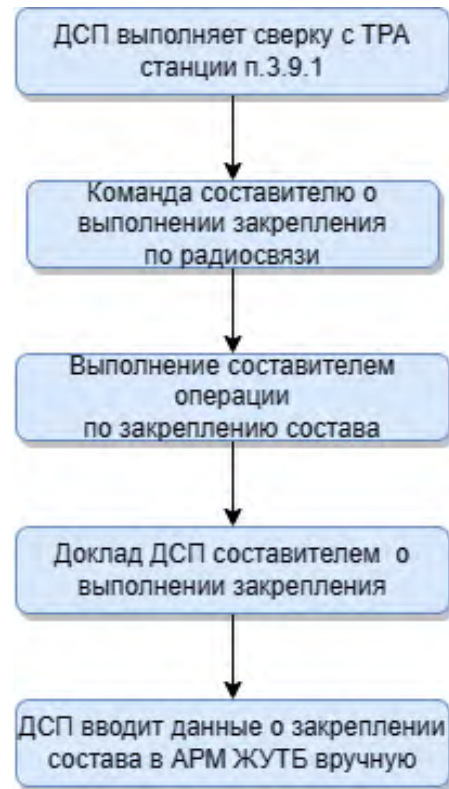 ДСП выполняет сверку с ТРА
станции п.3.9.1
Команда составителю о
выполнении закрепления
по радиосвязи
Выполнение составителем
операции
по закреплению состава
Доклад ДСП составителем о
выполнении закрепления
ДСП вводит данные о закреплении
состава в АРМ ЖУТБ вручную